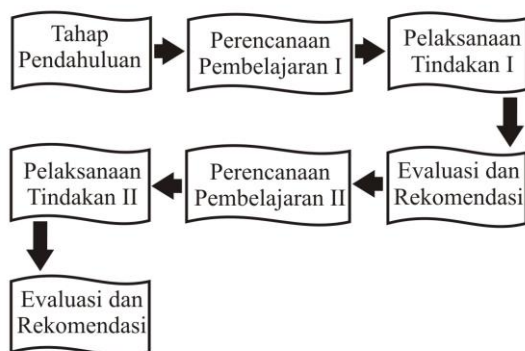 Tahap
Pendahuluan
Perencanaan
Pembelajaran I
Pelaksanaan
Tindakan I
Evaluasi dan
Rekomendasi
Perencanaan
Pembelajaran II
Pelaksanaan
Tindakan II
Evaluasi dan
Rekomendasi